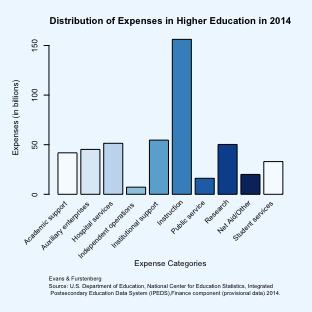 Distribution of Expenses in Higher Education in 2014
Expenses (in billions)
150
100
50
0
Academic support
Auxiliary enterprises
Hospital services
Independent operations
Institutional support
Instruction
Public service
Research
Net Aid/Other
Student services
Expense Categories
Evans & Furstenberg
Source: U.S. Department of Education, National Center for Education Statistics, Integrated
Postsecondary Education Data System (IPEDS),Finance component (provisional data) 2014.